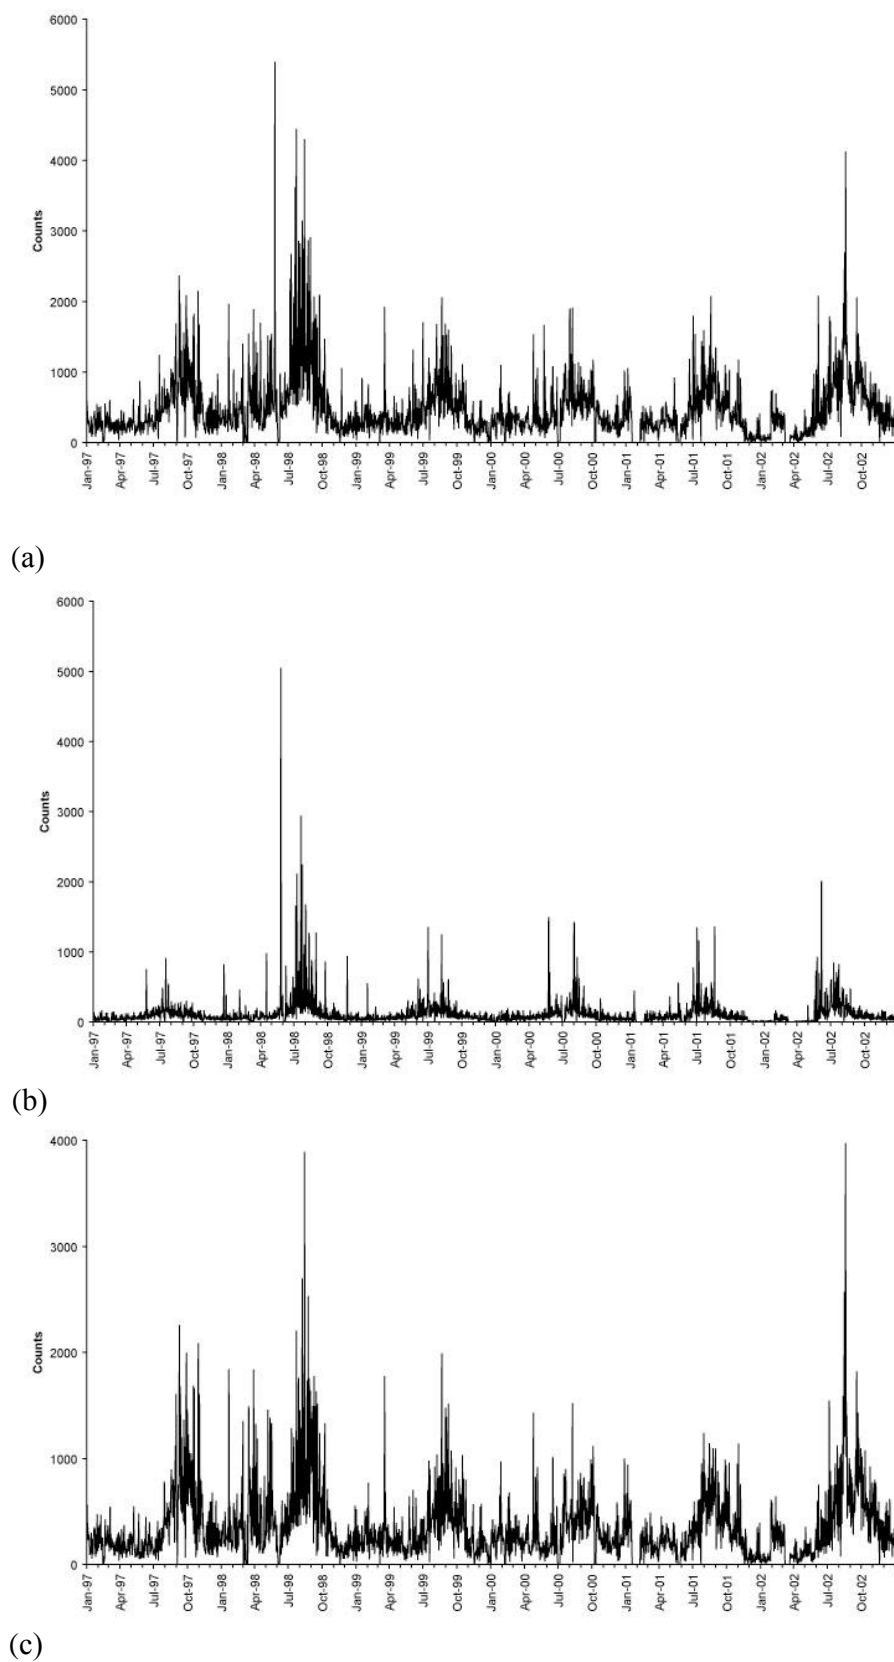 6000
5000
4000
3000
2000
1000
0
Counts
Jan-97 Apr-97 Jul-97 Oct-97 Jan-98 Apr-98 Jul-98 Oct-98 Jan-99 Apr-99 Jul-99 Oct-99 Jan-00 Apr-00 Jul-00 Oct-00 Jan-01 Apr-01 Jul-01 Oct-01 Jan-02 Apr-02 Jul-02 Oct-02
(a)
6000
5000
4000
3000
2000
1000
0
Counts
Jan-97 Apr-97 Jul-97 Oct-97 Jan-98 Apr-98 Jul-98 Oct-98 Jan-99 Apr-99 Jul-99 Oct-99 Jan-00 Apr-00 Jul-00 Oct-00 Jan-01 Apr-01 Jul-01 Oct-01 Jan-02 Apr-02 Jul-02 Oct-02
(b)
4000
3000
2000
1000
0
Counts
Jan-97 Apr-97 Jul-97 Oct-97 Jan-98 Apr-98 Jul-98 Oct-98 Jan-99 Apr-99 Jul-99 Oct-99 Jan-00 Apr-00 Jul-00 Oct-00 Jan-01 Apr-01 Jul-01 Oct-01 Jan-02 Apr-02 Jul-02 Oct-02
(c)